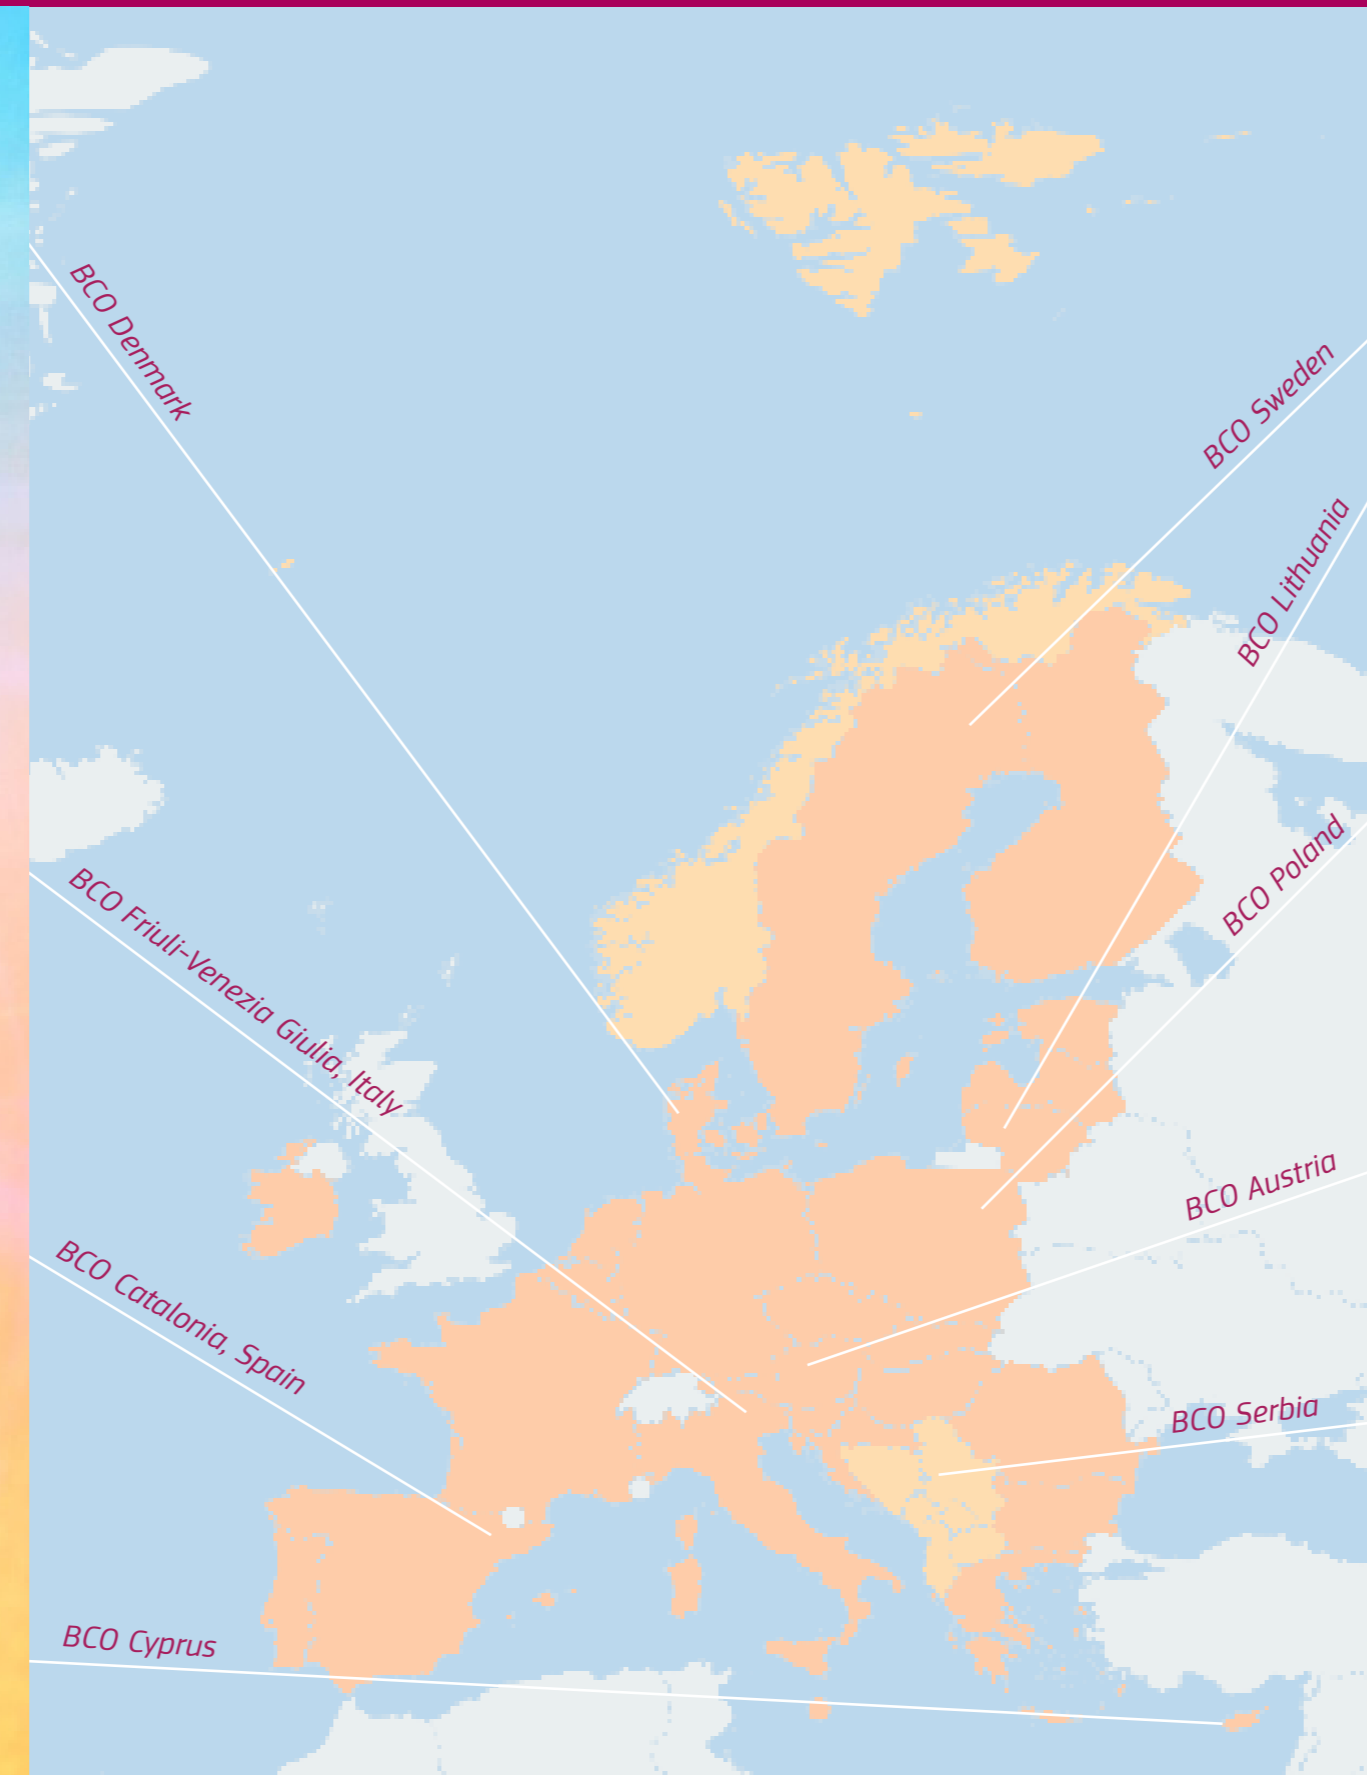 BCO Denmark
BCO Sweden
BCO Lithuania
BCO Poland
BCO Friuli-Venezia Giulia, Italy
BCO Austria
BCO Catalonia, Spain
BCO Serbia
BCO Cyprus